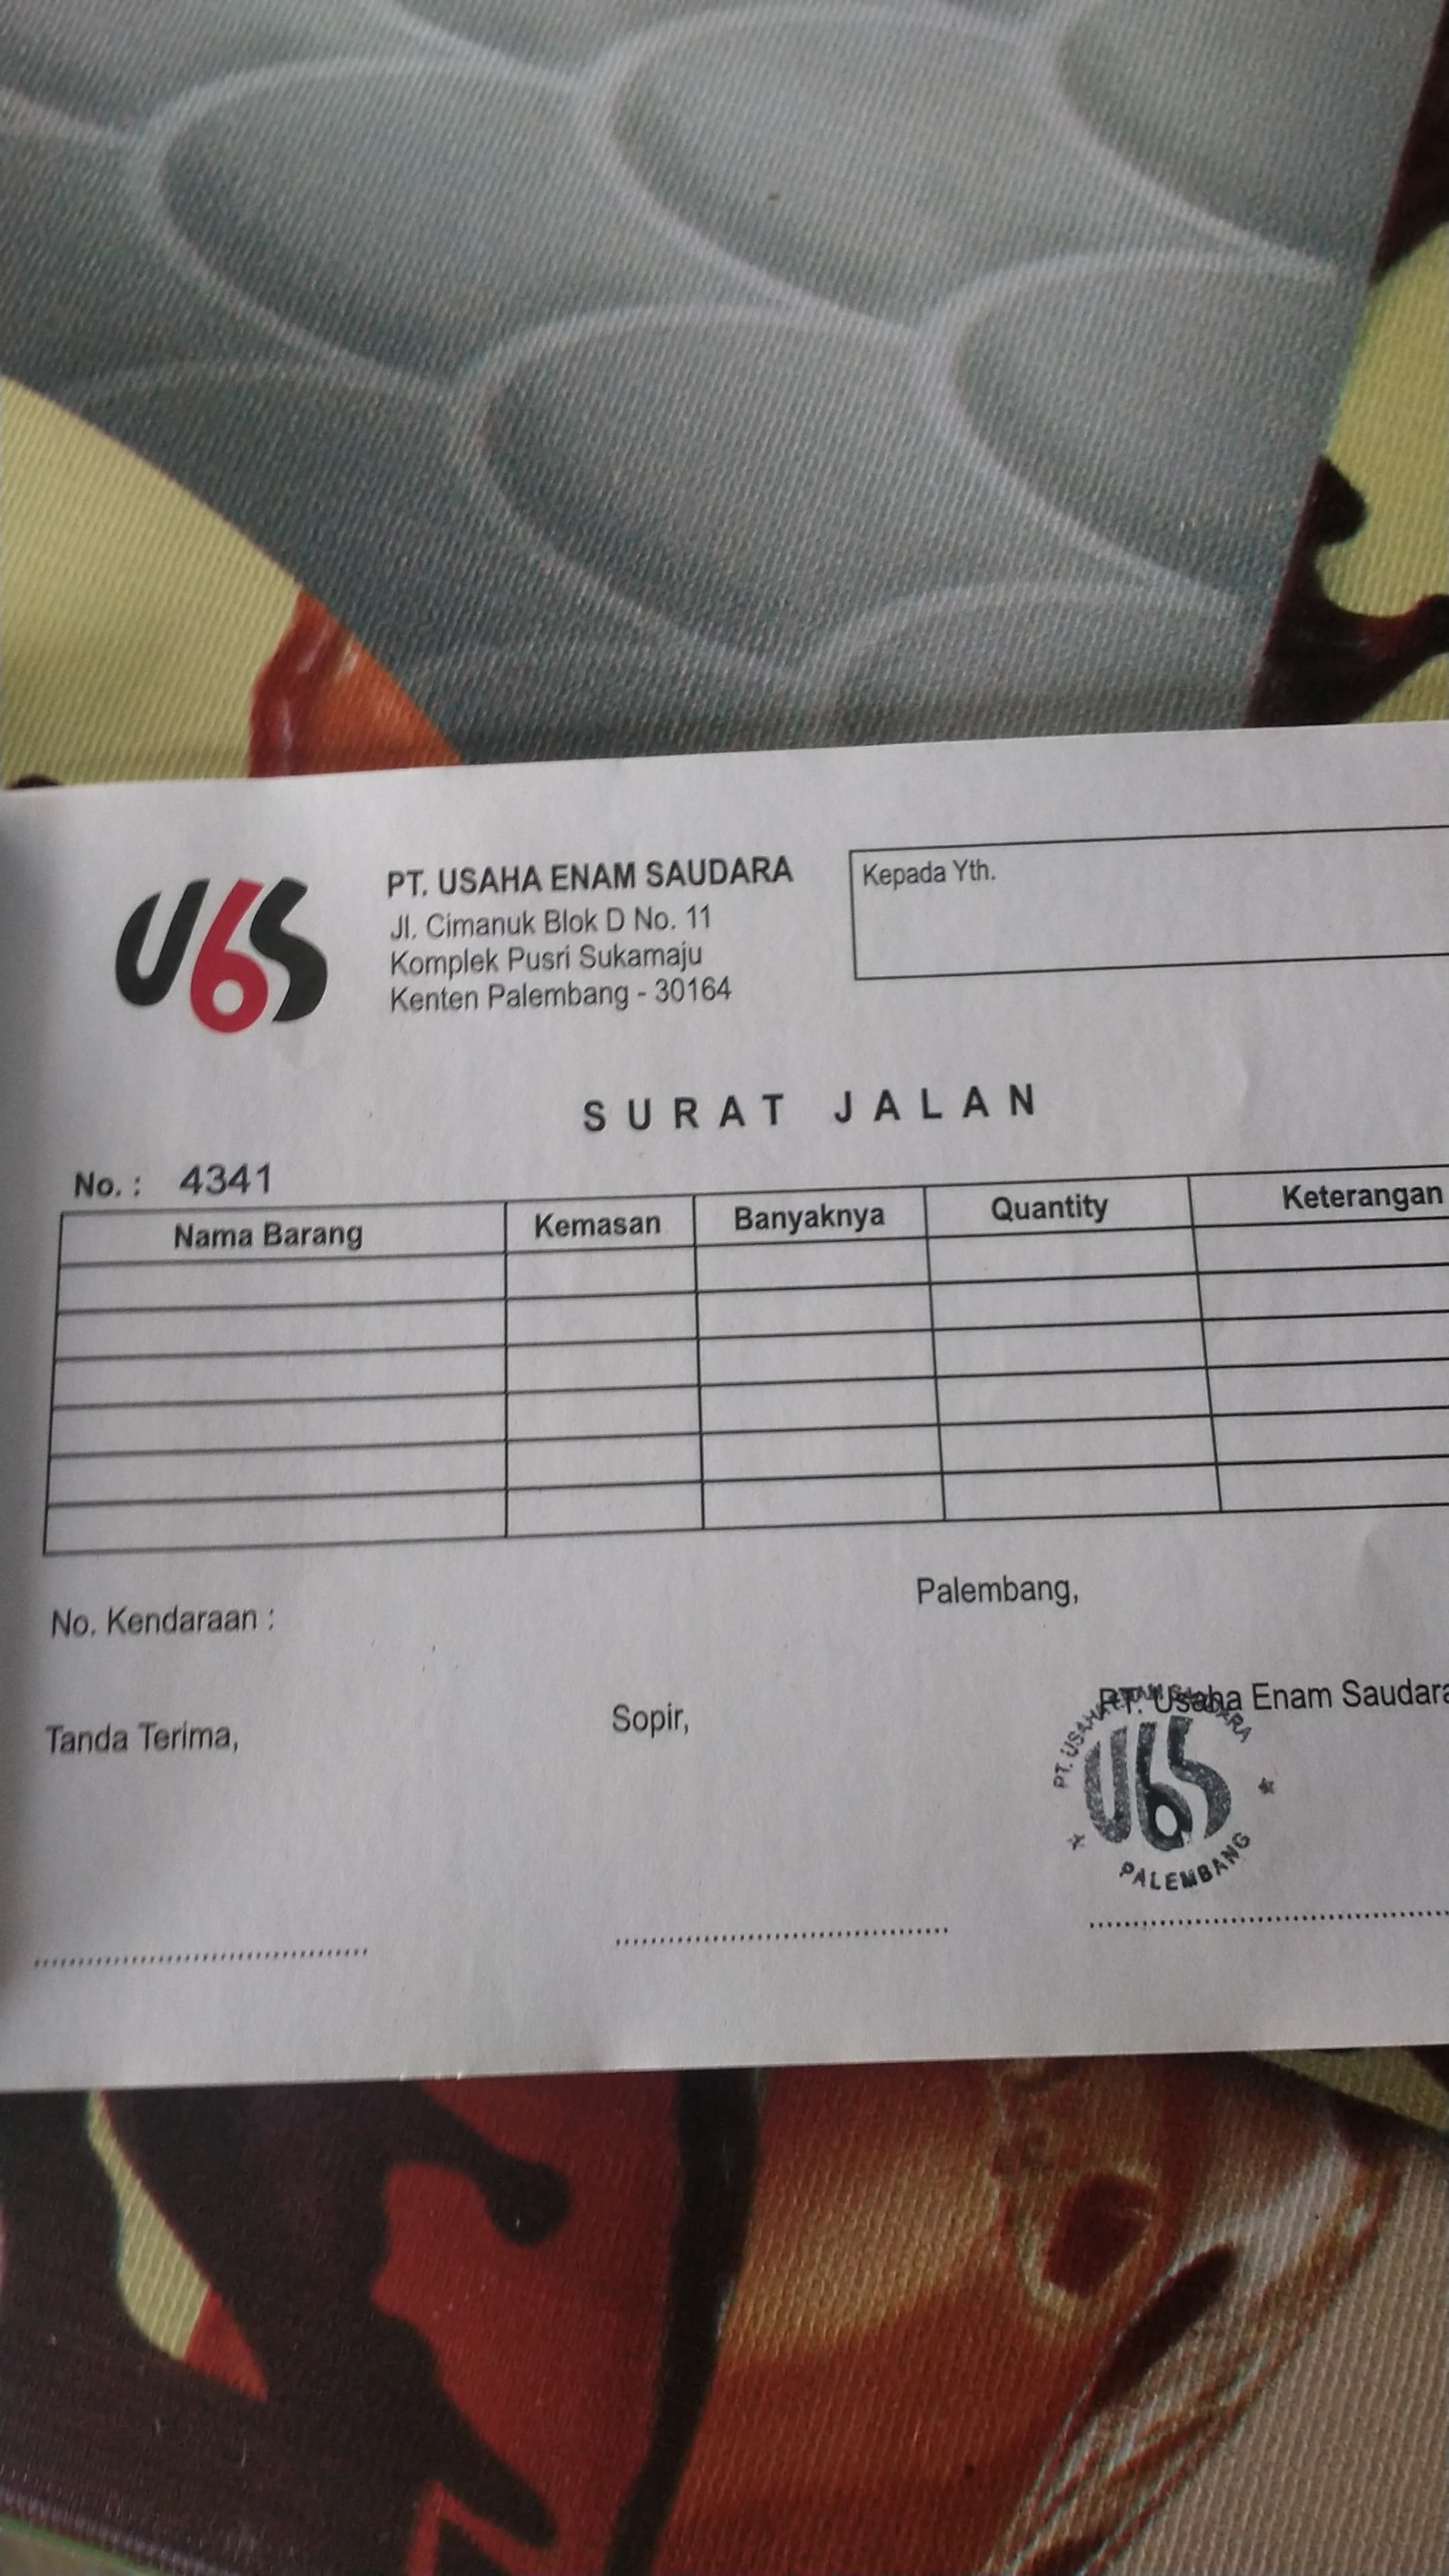 U6S
PT. USAHA ENAM SAUDARA
Jl. Cimanuk Blok D No. 11
Komplek Pusri Sukamaju
Kenten Palembang - 30164
Kepada Yth.
SURAT JALAN
No. : 4341
Nama Barang Kemasan Banyaknya Quantity Keterangan
No. Kendaraan :
Palembang,
Tanda Terima,
Sopir,
PT. Usaha Enam Saudara
PT. USAHA ENAM SAUDARA
U6S
PALEMBANG